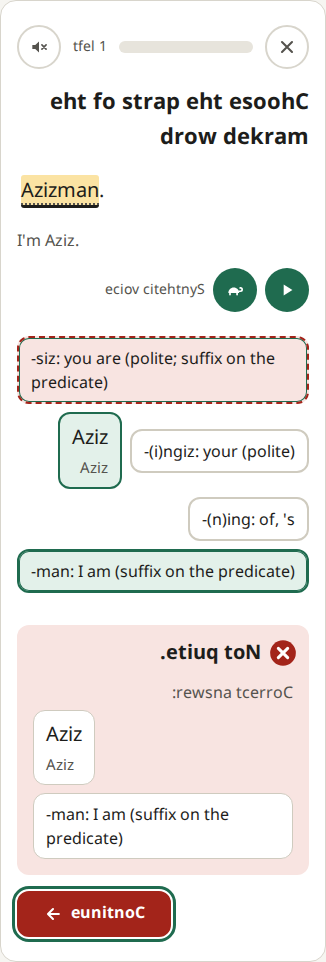 tfel 1
eht fo strap eht esoohC
drow dekram
Azizman.
I'm Aziz.
eciov citehtnyS
-siz: you are (polite; suffix on the
predicate)
Aziz
Aziz
-(i)ngiz: your (polite)
-(n)ing: of, 's
-man: I am (suffix on the predicate)
.etiuq toN
:rewsna tcerroC
Aziz
Aziz
-man: I am (suffix on the
predicate)
← eunitnoC